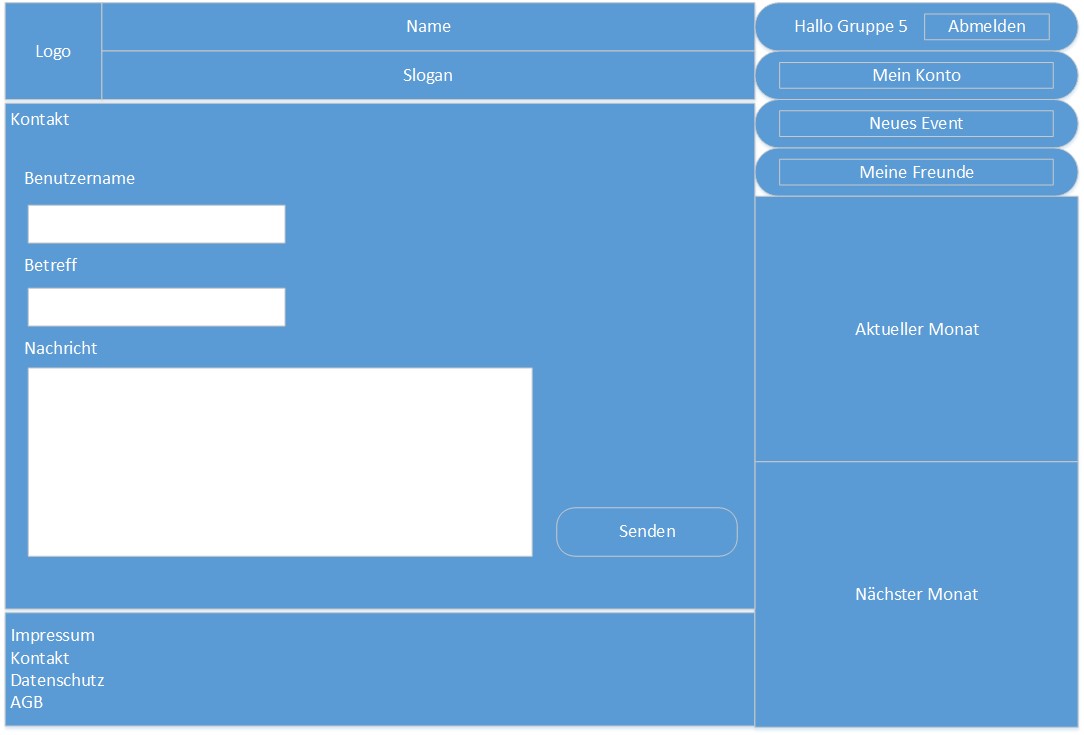 Logo
Name
Slogan
Hallo Gruppe 5 Abmelden
Mein Konto
Neues Event
Meine Freunde
Kontakt
Benutzername
Betreff
Nachricht
Senden
Aktueller Monat
Nächster Monat
Impressum
Kontakt
Datenschutz
AGB